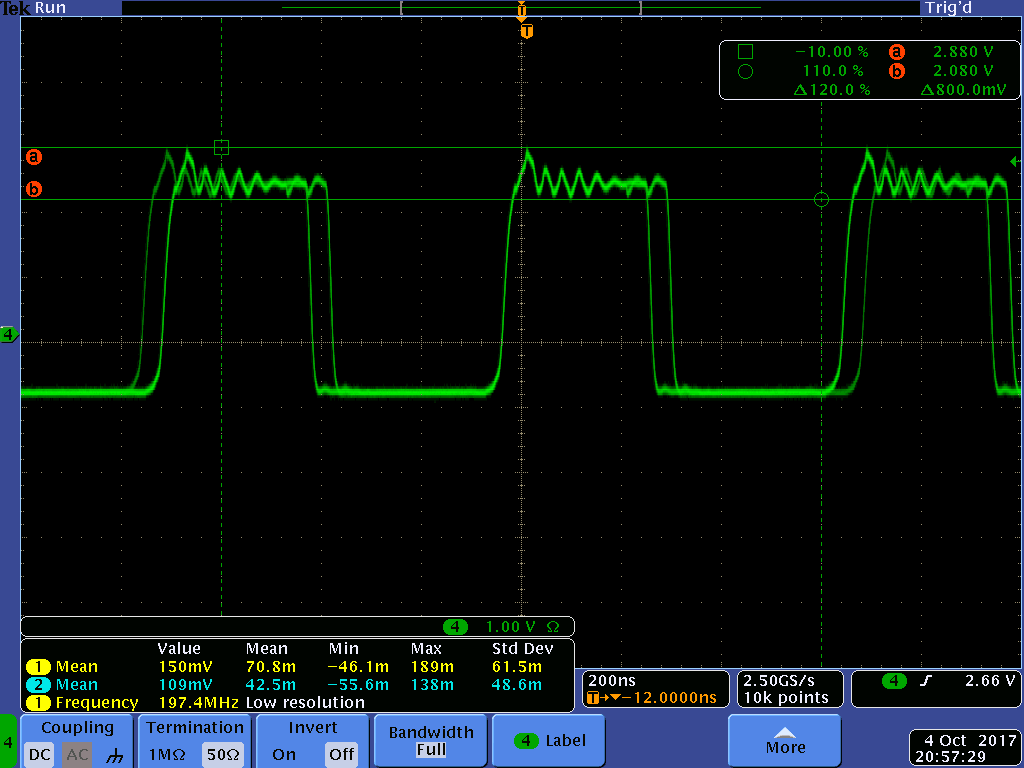 Tek Run Trig'd
T
T
−10.00 % a 2.880 V
110.0 % b 2.080 V
Δ120.0 % Δ800.0mV
a
b
4
4 1.00 V Ω
Value Mean Min Max Std Dev
1 Mean 150mV 70.8m −46.1m 189m 61.5m
2 Mean 109mV 42.5m −55.6m 138m 48.6m
1 Frequency 197.4MHz Low resolution
200ns
T→▼−12.0000ns
2.50GS/s
10k points
4 2.66 V
4
Coupling
DC AC
Termination
1MΩ 50Ω
Invert
On Off
Bandwidth
Full
4 Label
More
4 Oct 2017
20:57:29